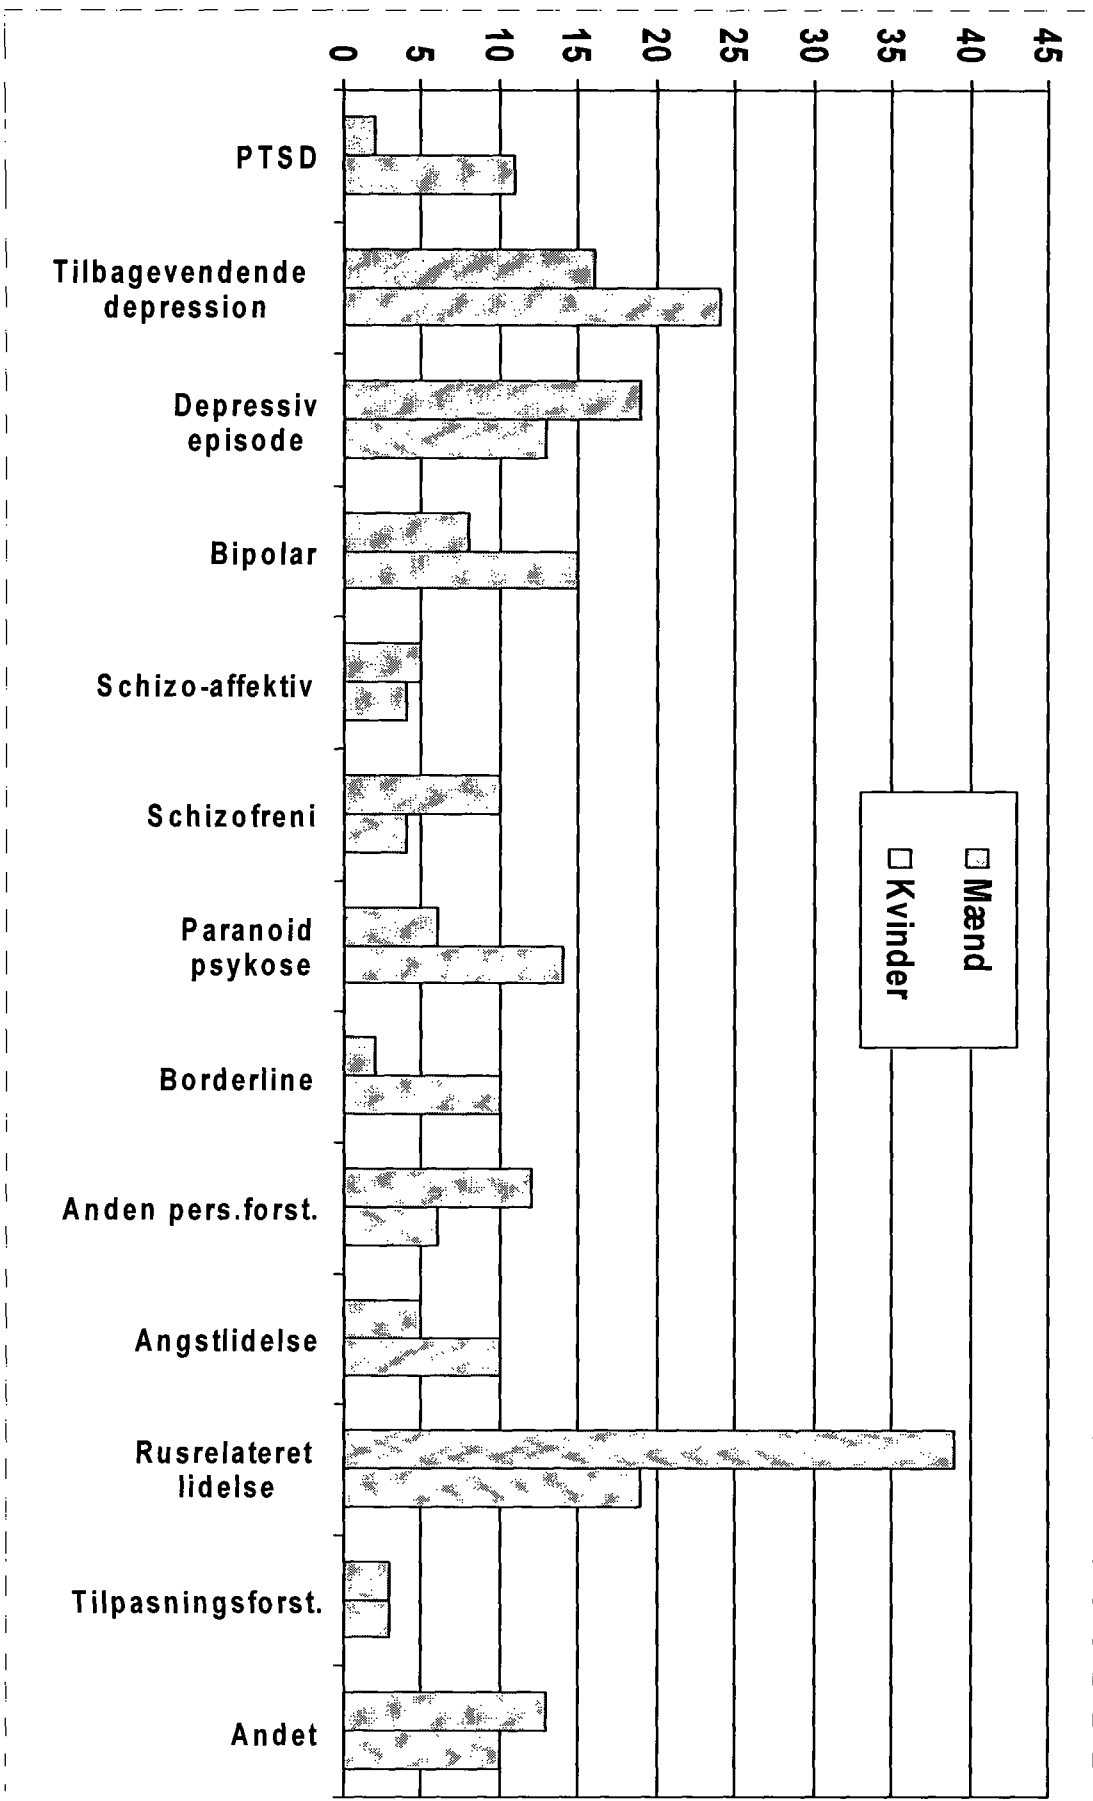 0
5
10
15
20
25
30
35
40
45
PTSD
Tilbagevendende
depression
Depressiv
episode
Bipolar
Schizo-affektiv
Schizofreni
Paranoid
psykose
Borderline
Anden pers.forst.
Angstlidelse
Rusrelateret
lidelse
Tilpasningsforst.
Andet
Mænd
Kvinder